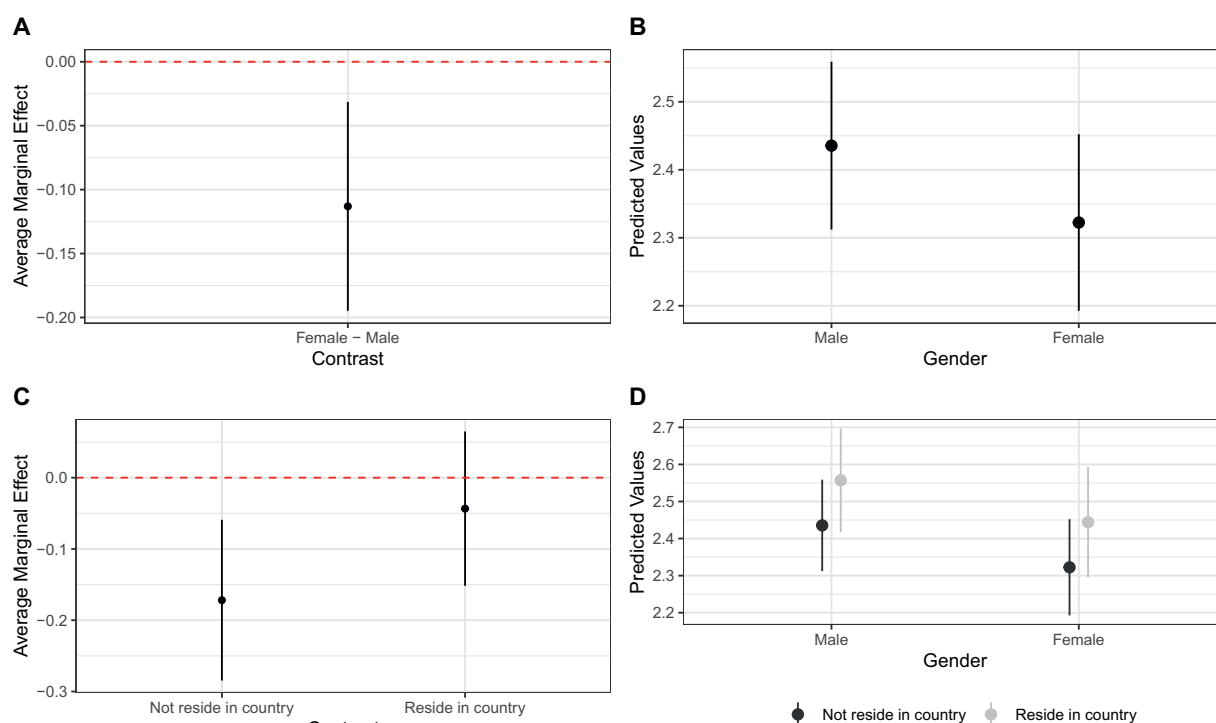 A
0.00
−0.05
−0.10
−0.15
−0.20
Average Marginal Effect
Female − Male
Contrast
B
2.5
2.4
2.3
2.2
Predicted Values
Male Female
Gender
C
0.0
−0.1
−0.2
−0.3
Average Marginal Effect
Not reside in country Reside in country
D
2.7
2.6
2.5
2.4
2.3
2.2
Predicted Values
Male Female
Gender
Not reside in country Reside in country